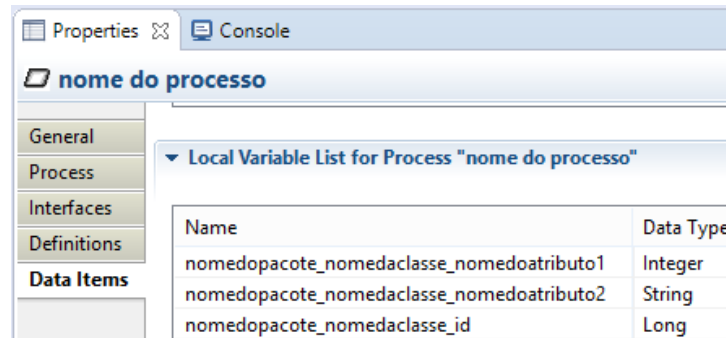 Properties Console
nome do processo
General
Local Variable List for Process "nome do processo"
Process
Interfaces
Definitions
Data Items
Name Data Type
nomedopacote_nomedaclasse_nomedoatributo1 Integer
nomedopacote_nomedaclasse_nomedoatributo2 String
nomedopacote_nomedaclasse_id Long